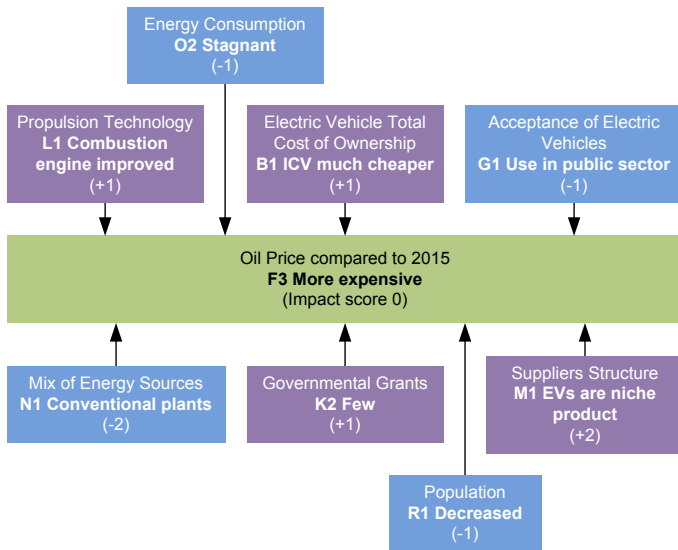 Energy Consumption
O2 Stagnant
(-1)
Propulsion Technology
L1 Combustion
engine improved
(+1)
Electric Vehicle Total
Cost of Ownership
B1 ICV much cheaper
(+1)
Acceptance of Electric
Vehicles
G1 Use in public sector
(-1)
Oil Price compared to 2015
F3 More expensive
(Impact score 0)
Mix of Energy Sources
N1 Conventional plants
(-2)
Governmental Grants
K2 Few
(+1)
Suppliers Structure
M1 EVs are niche
product
(+2)
Population
R1 Decreased
(-1)